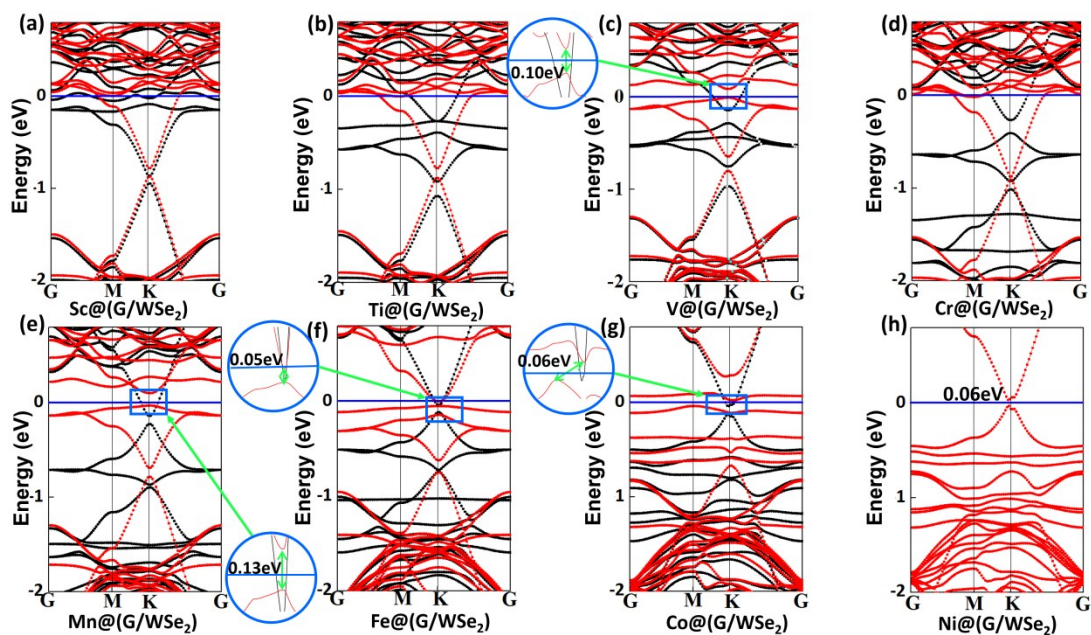 (a)
(b)
(c)
(d)
Energy (eV)
0
-1
-2
G M K G
Sc@(G/WSe₂)
Energy (eV)
0
-1
-2
G M K G
Ti@(G/WSe₂)
0.10eV
Energy (eV)
0
-1
-2
G M K G
V@(G/WSe₂)
Energy (eV)
0
-1
-2
G M K G
Cr@(G/WSe₂)
(e)
(f)
(g)
(h)
Energy (eV)
0
-1
-2
G M K G
Mn@(G/WSe₂)
0.05eV
0.13eV
Energy (eV)
0
-1
-2
G M K G
Fe@(G/WSe₂)
0.06eV
Energy (eV)
0
1
-2
G M K G
Co@(G/WSe₂)
0.06eV
Energy (eV)
0
1
-2
G M K G
Ni@(G/WSe₂)